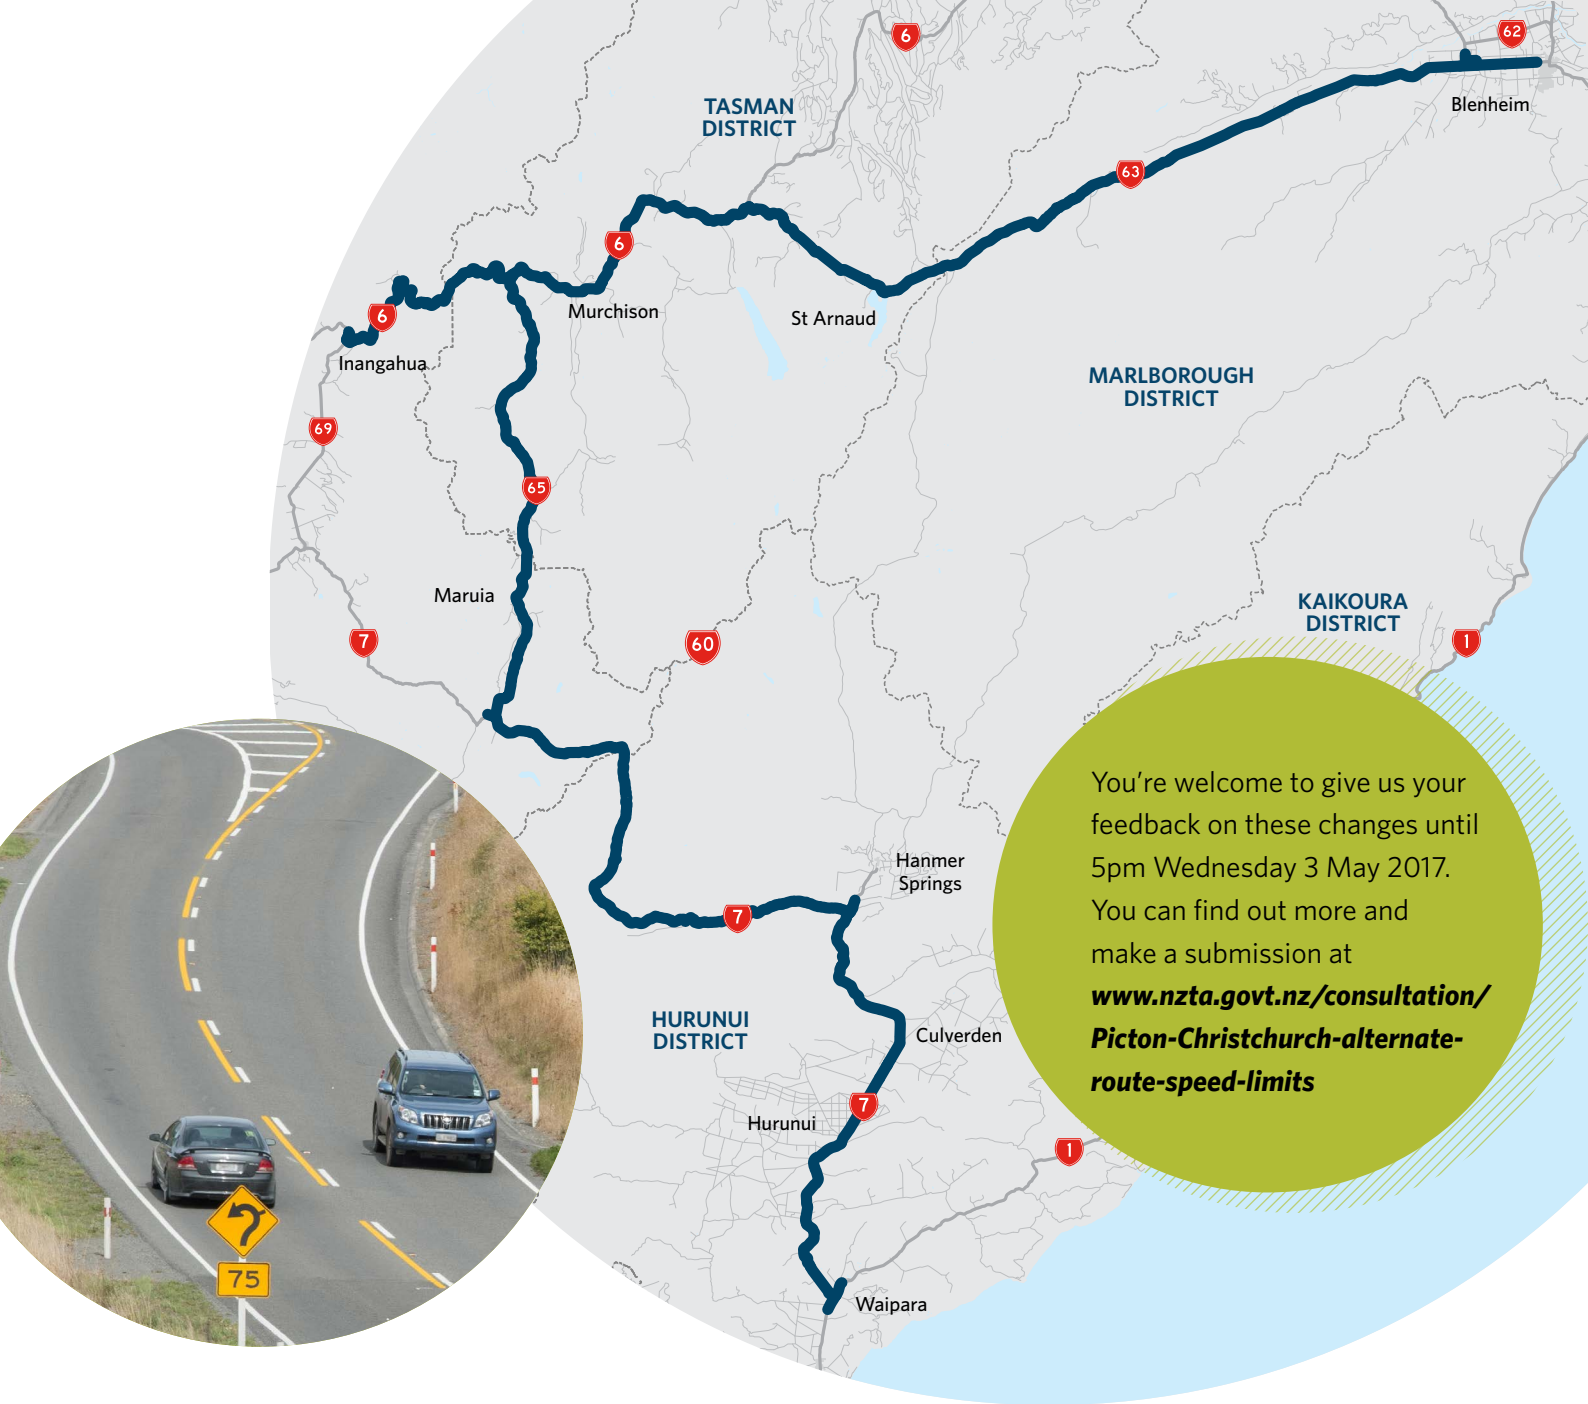 6
62
TASMAN
DISTRICT
Blenheim
63
6
Murchison
St Arnaud
6
Inangahua
MARLBOROUGH
DISTRICT
69
65
Maruia
KAIKOURA
DISTRICT
7
60
1
You're welcome to give us your
feedback on these changes until
5pm Wednesday 3 May 2017.
You can find out more and
make a submission at
www.nzta.govt.nz/consultation/
Picton-Christchurch-alternate-
route-speed-limits
Hanmer
Springs
7
HURUNUI
DISTRICT
Culverden
7
Hurunui
1
Waipara
75